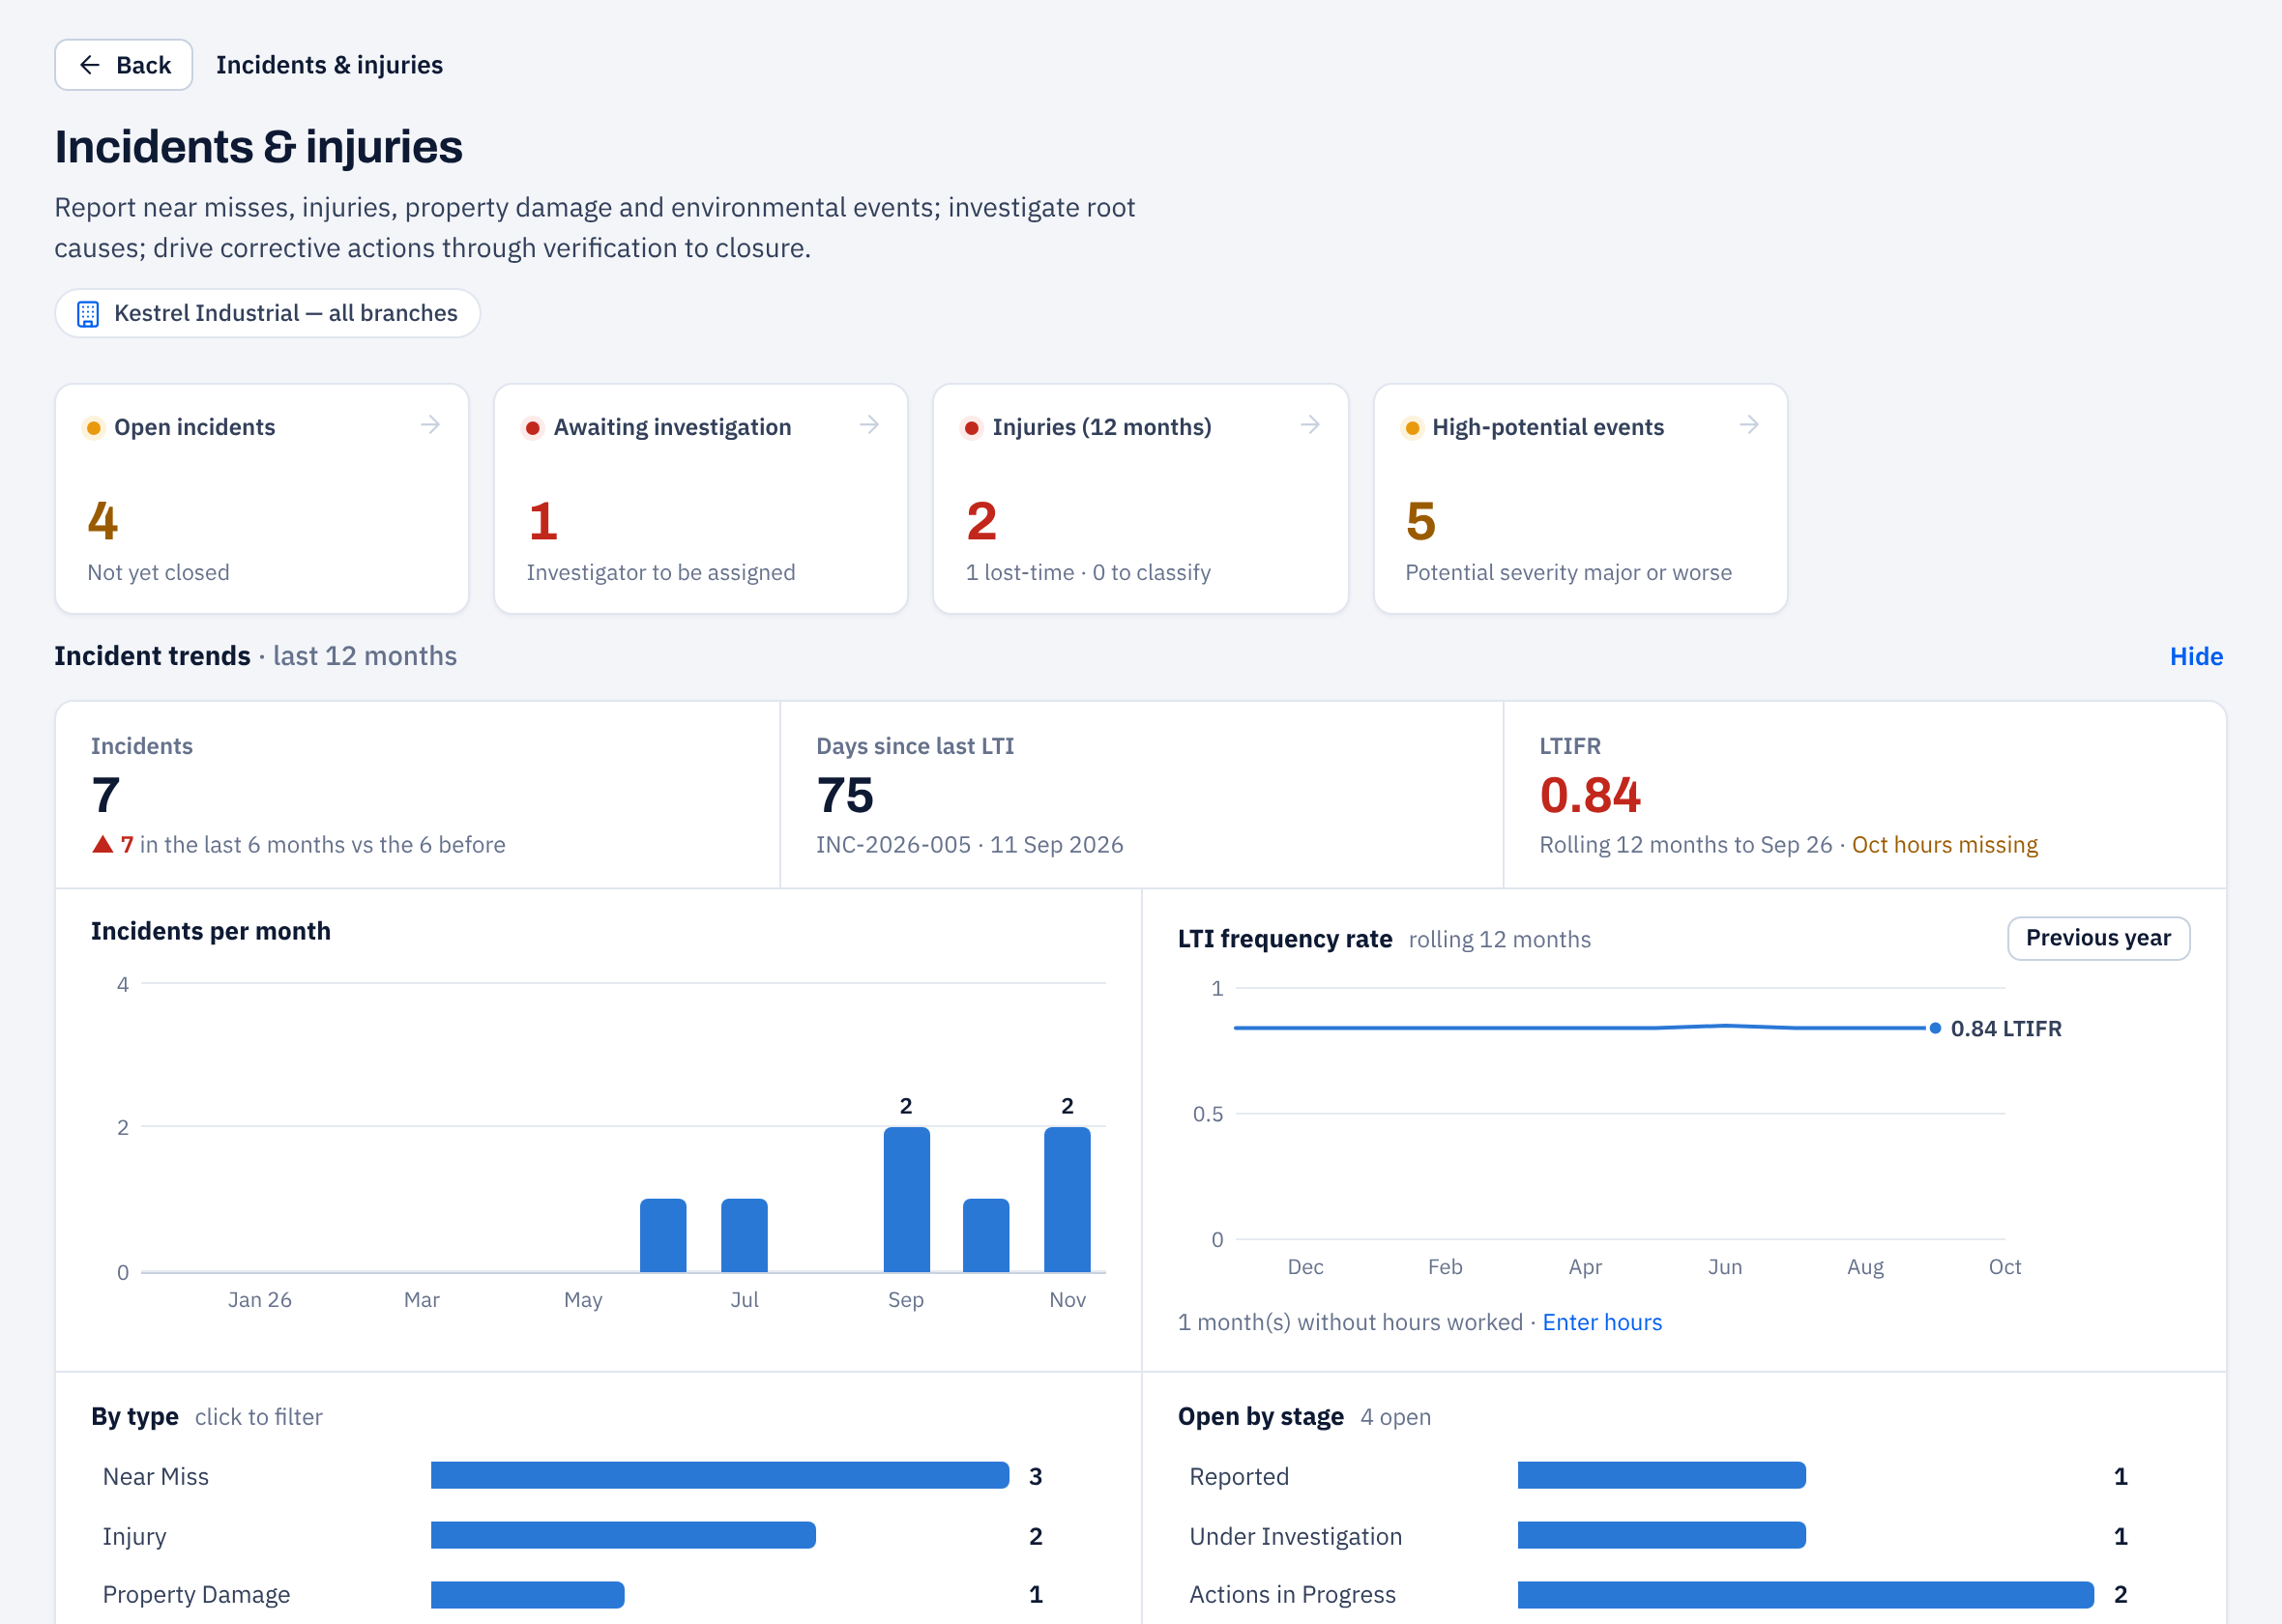 Back
Incidents & injuries
Incidents & injuries
Report near misses, injuries, property damage and environmental events; investigate root
causes; drive corrective actions through verification to closure.
Kestrel Industrial — all branches
Open incidents
4
Not yet closed
Awaiting investigation
1
Investigator to be assigned
Injuries (12 months)
2
1 lost-time · 0 to classify
High-potential events
5
Potential severity major or worse
Incident trends · last 12 months
Hide
Incidents
7
▲ 7 in the last 6 months vs the 6 before
Days since last LTI
75
INC-2026-005 · 11 Sep 2026
LTIFR
0.84
Rolling 12 months to Sep 26 · Oct hours missing
Incidents per month
4
2
0
2
2
Jan 26 Mar May Jul Sep Nov
LTI frequency rate rolling 12 months
Previous year
1
0.5
0
0.84 LTIFR
Dec Feb Apr Jun Aug Oct
1 month(s) without hours worked · Enter hours
By type click to filter
Near Miss 3
Injury 2
Property Damage 1
Open by stage 4 open
Reported 1
Under Investigation 1
Actions in Progress 2